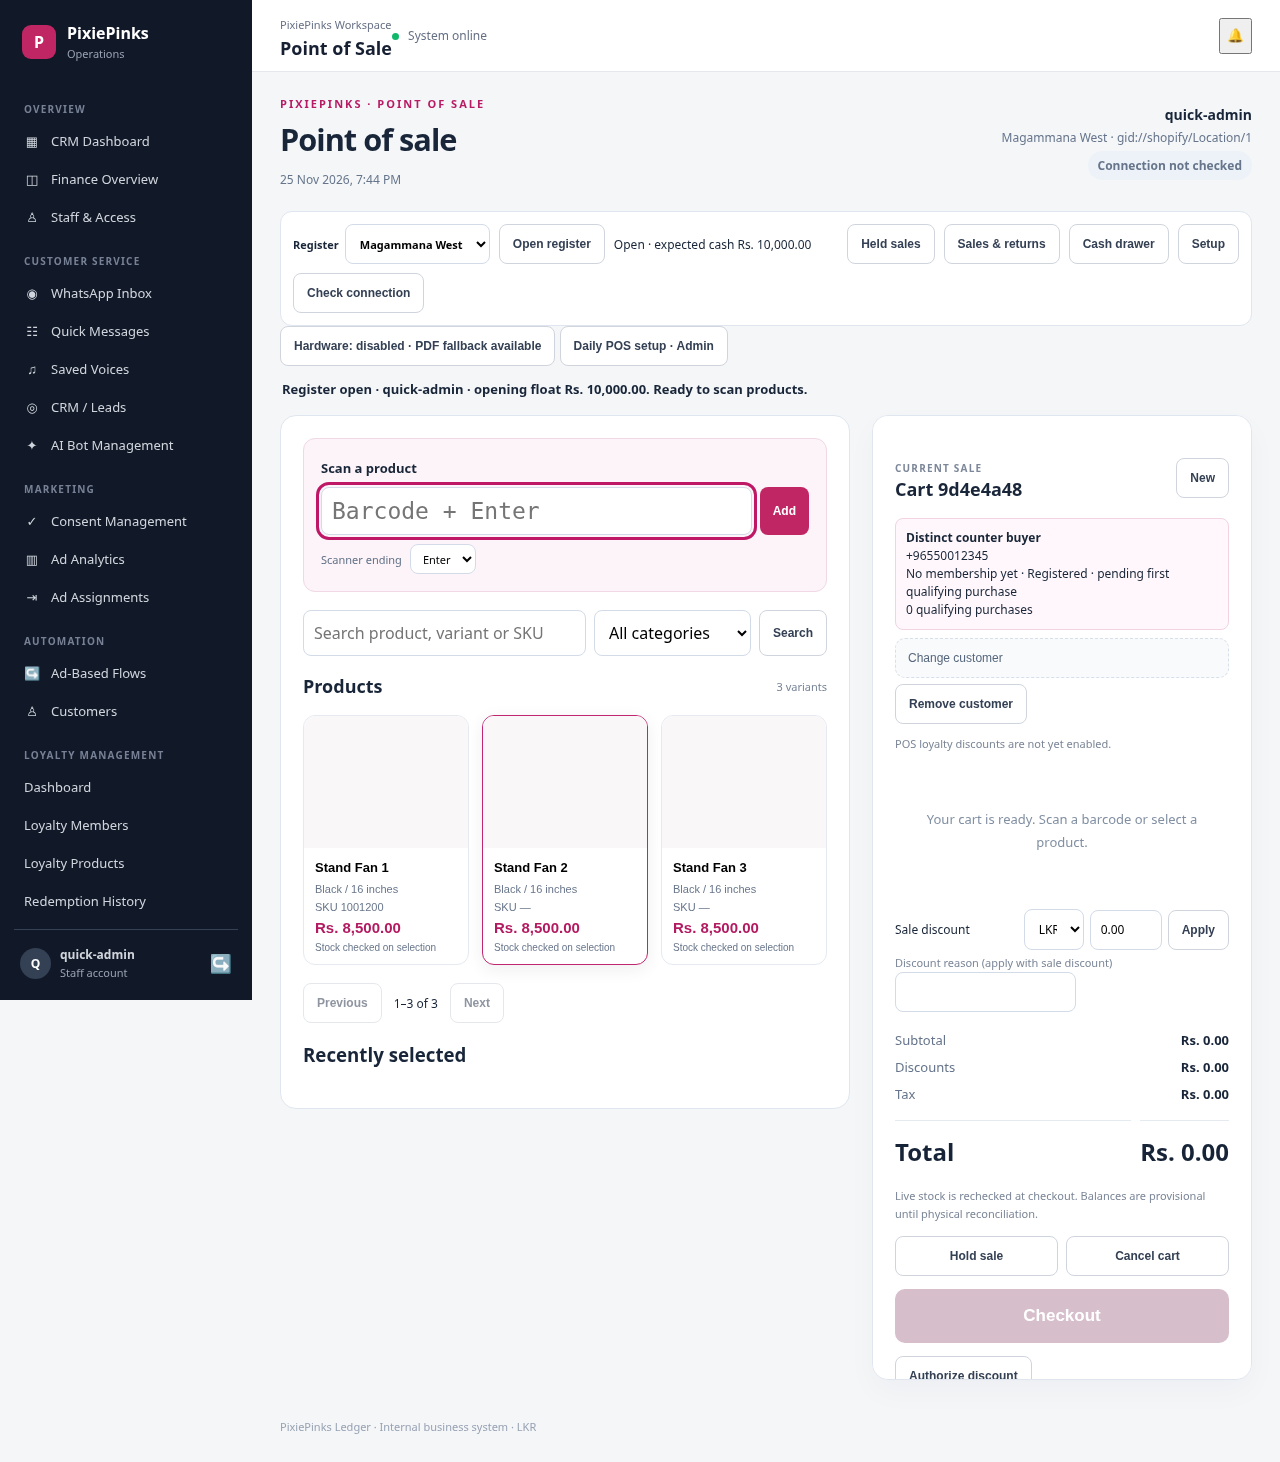 P
PixiePinks
Operations
OVERVIEW
CRM Dashboard
Finance Overview
Staff & Access
CUSTOMER SERVICE
WhatsApp Inbox
Quick Messages
Saved Voices
CRM / Leads
AI Bot Management
MARKETING
Consent Management
Ad Analytics
Ad Assignments
AUTOMATION
Ad-Based Flows
Customers
LOYALTY MANAGEMENT
Dashboard
Loyalty Members
Loyalty Products
Redemption History
Q
quick-admin
Staff account
PixiePinks Workspace
Point of Sale
System online
PIXIEPINKS · POINT OF SALE
Point of sale
25 Nov 2026, 7:44 PM
quick-admin
Magammana West · gid://shopify/Location/1
Connection not checked
Register Magammana West Open register Open · expected cash Rs. 10,000.00 Held sales Sales & returns Cash drawer Setup
Check connection
Hardware: disabled · PDF fallback available Daily POS setup · Admin
Register open · quick-admin · opening float Rs. 10,000.00. Ready to scan products.
Scan a product
Barcode + Enter Add
Scanner ending Enter
Search product, variant or SKU All categories Search
Products 3 variants
Stand Fan 1
Black / 16 inches
SKU 1001200
Rs. 8,500.00
Stock checked on selection
Stand Fan 2
Black / 16 inches
SKU —
Rs. 8,500.00
Stock checked on selection
Stand Fan 3
Black / 16 inches
SKU —
Rs. 8,500.00
Stock checked on selection
Previous 1–3 of 3 Next
Recently selected
CURRENT SALE
Cart 9d4e4a48
New
Distinct counter buyer
+96550012345
No membership yet · Registered · pending first
qualifying purchase
0 qualifying purchases
Change customer
Remove customer
POS loyalty discounts are not yet enabled.
Your cart is ready. Scan a barcode or select a
product.
Sale discount LKR 0.00 Apply
Discount reason (apply with sale discount)
Subtotal Rs. 0.00
Discounts Rs. 0.00
Tax Rs. 0.00
Total Rs. 0.00
Live stock is rechecked at checkout. Balances are provisional
until physical reconciliation.
Hold sale Cancel cart
Checkout
Authorize discount
PixiePinks Ledger · Internal business system · LKR